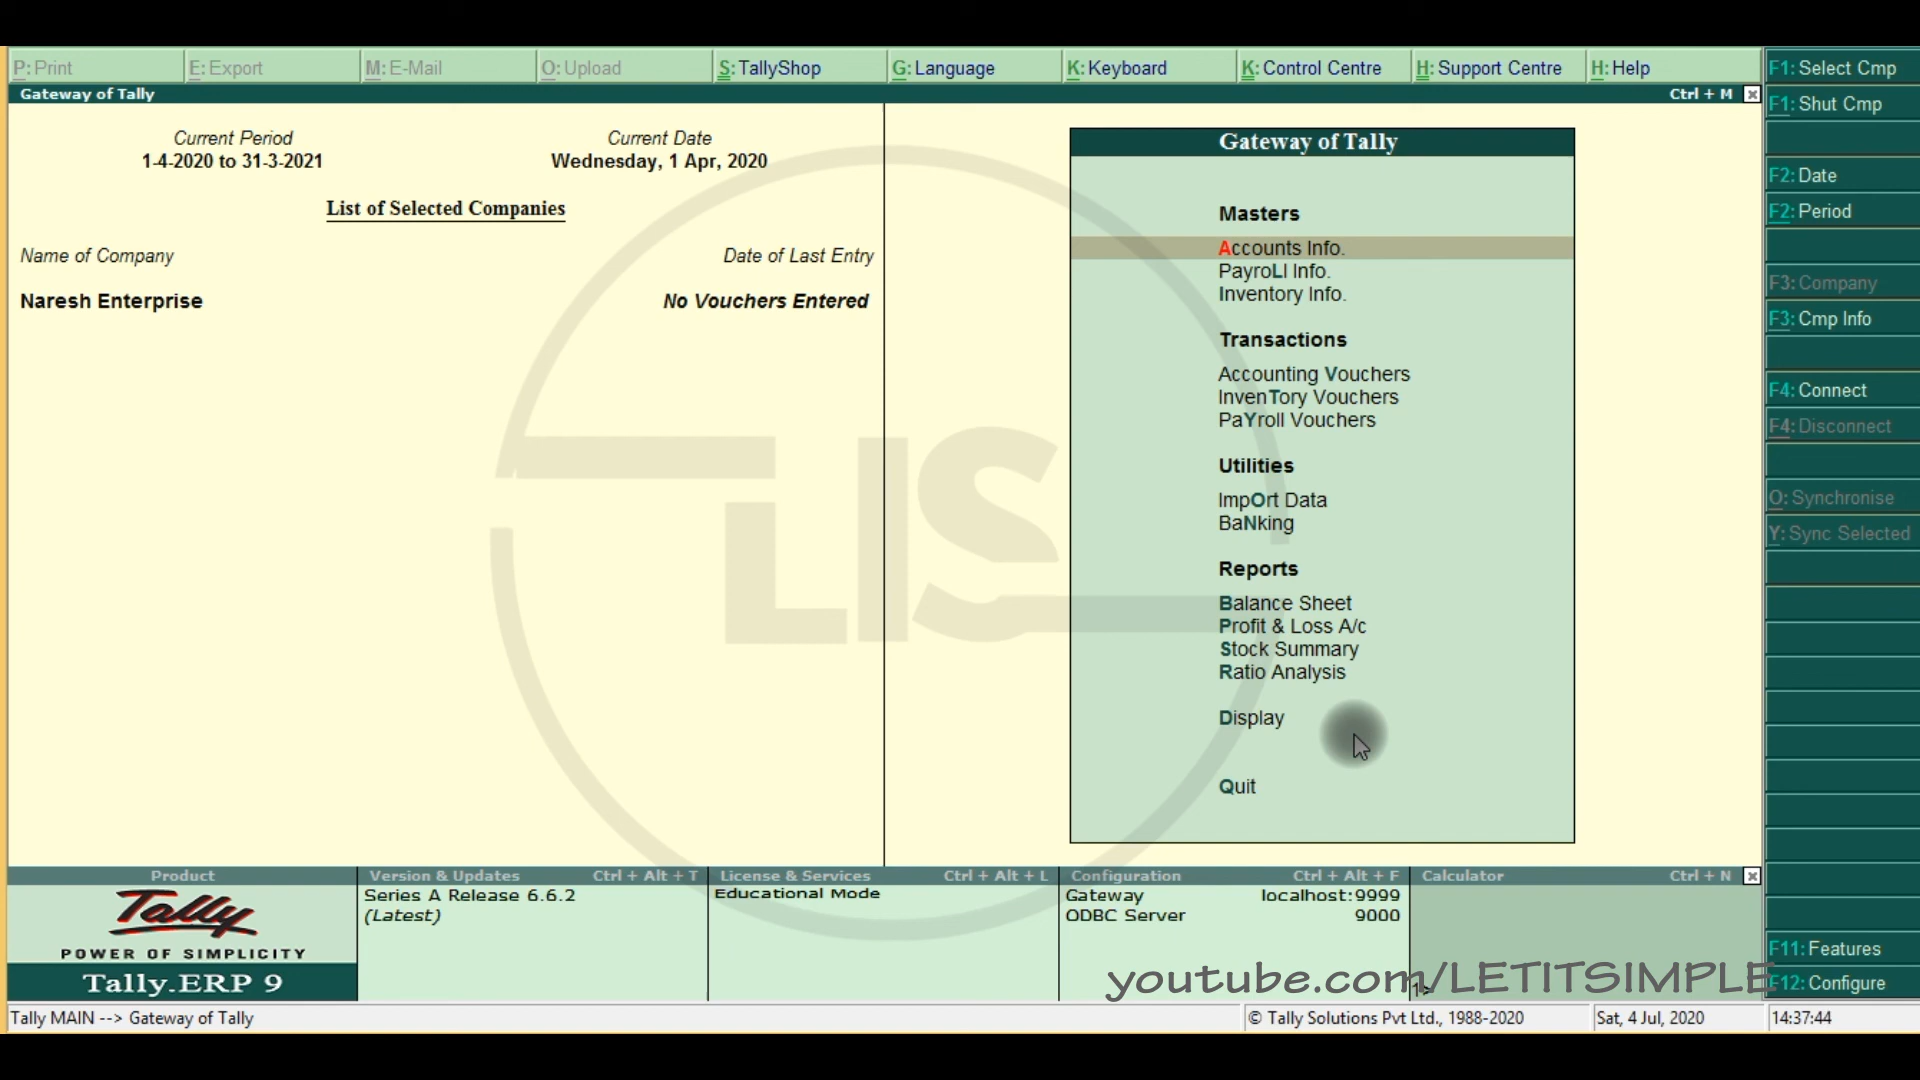 P: Print E: Export M: E-Mail O: Upload S: TallyShop G: Language K: Keyboard K: Control Centre H: Support Centre H: Help
Gateway of Tally Ctrl + M
Current Period Current Date
1-4-2020 to 31-3-2021 Wednesday, 1 Apr, 2020
List of Selected Companies
Name of Company Date of Last Entry
Naresh Enterprise No Vouchers Entered
LIS
Gateway of Tally
Masters
Accounts Info.
PayroLl Info.
Inventory Info.
Transactions
Accounting Vouchers
InvenTory Vouchers
PaYroll Vouchers
Utilities
ImpOrt Data
BaNking
Reports
Balance Sheet
Profit & Loss A/c
Stock Summary
Ratio Analysis
Display
Quit
F1: Select Cmp
F1: Shut Cmp
F2: Date
F2: Period
F3: Company
F3: Cmp Info
F4: Connect
F4: Disconnect
O: Synchronise
Y: Sync Selected
F11: Features
F12: Configure
Product
Tally
POWER OF SIMPLICITY
Tally.ERP 9
Version & Updates Ctrl + Alt + T
Series A Release 6.6.2
(Latest)
License & Services Ctrl + Alt + L
Educational Mode
Configuration Ctrl + Alt + F
Gateway localhost:9999
ODBC Server 9000
Calculator Ctrl + N
1>
youtube.com/LETITSIMPLE
Tally MAIN --> Gateway of Tally © Tally Solutions Pvt Ltd., 1988-2020 Sat, 4 Jul, 2020 14:37:44